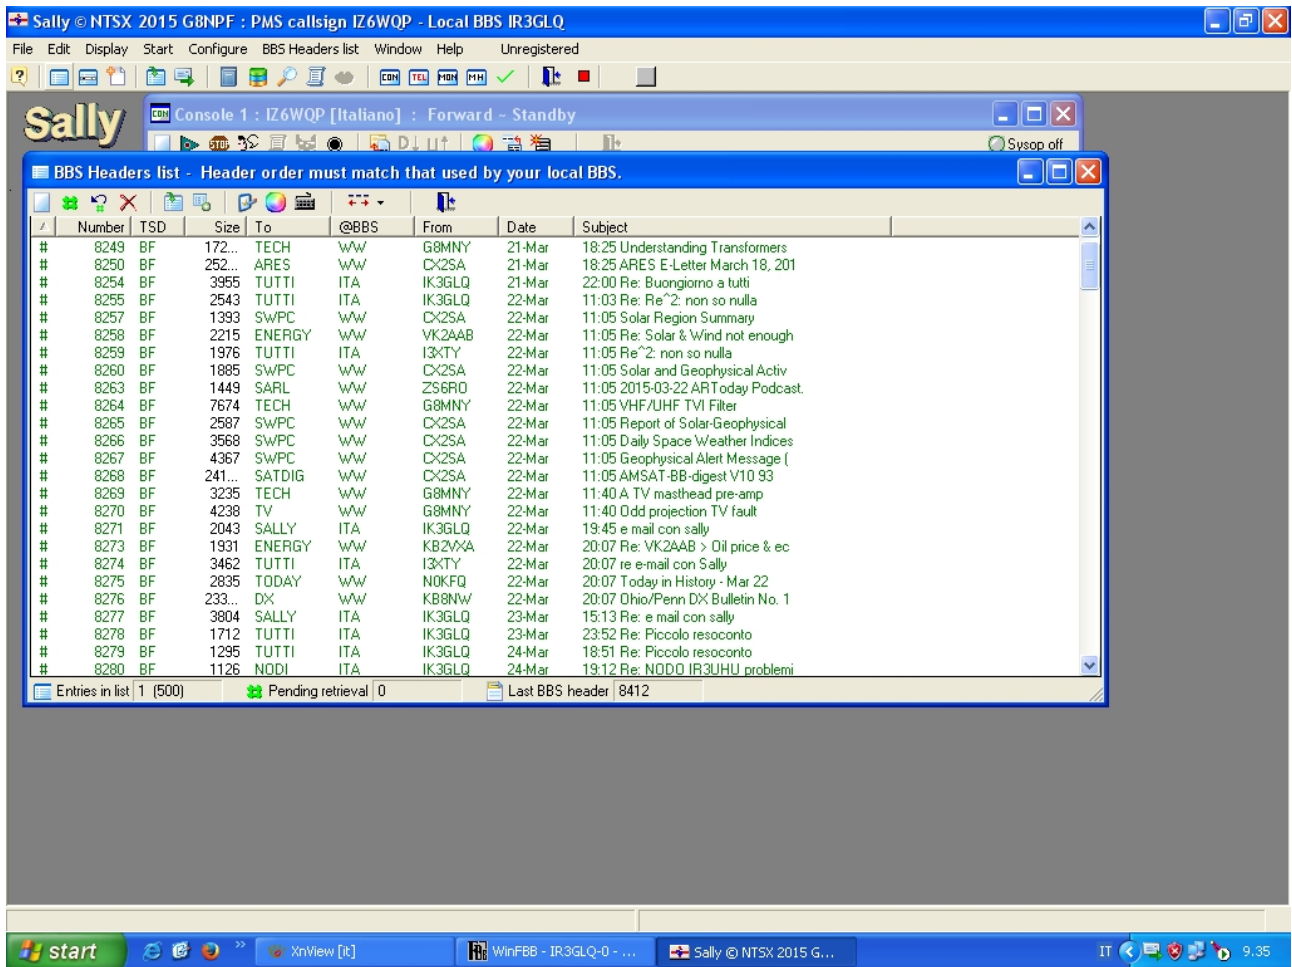 Sally © NTSX 2015 G8NPF : PMS callsign IZ6WQP - Local BBS IR3GLQ
File Edit Display Start Configure BBS Headers list Window Help Unregistered
CON TEL MON MH
Sally
CON Console 1 : IZ6WQP [Italiano] : Forward ~ Standby
STOP Sysop off
BBS Headers list - Header order must match that used by your local BBS.
/ Number TSD Size To @BBS From Date Subject
# 8249 BF 172... TECH WW G8MNY 21-Mar 18:25 Understanding Transformers
# 8250 BF 252... ARES WW CX2SA 21-Mar 18:25 ARES E-Letter March 18, 201
# 8254 BF 3955 TUTTI ITA IK3GLQ 21-Mar 22:00 Re: Buongiorno a tutti
# 8255 BF 2543 TUTTI ITA IK3GLQ 22-Mar 11:03 Re: Re^2: non so nulla
# 8257 BF 1393 SWPC WW CX2SA 22-Mar 11:05 Solar Region Summary
# 8258 BF 2215 ENERGY WW VK2AAB 22-Mar 11:05 Re: Solar & Wind not enough
# 8259 BF 1976 TUTTI ITA I3XTY 22-Mar 11:05 Re^2: non so nulla
# 8260 BF 1885 SWPC WW CX2SA 22-Mar 11:05 Solar and Geophysical Activ
# 8263 BF 1449 SARL WW ZS6RO 22-Mar 11:05 2015-03-22 ARToday Podcast.
# 8264 BF 7674 TECH WW G8MNY 22-Mar 11:05 VHF/UHF TVI Filter
# 8265 BF 2587 SWPC WW CX2SA 22-Mar 11:05 Report of Solar-Geophysical
# 8266 BF 3568 SWPC WW CX2SA 22-Mar 11:05 Daily Space Weather Indices
# 8267 BF 4367 SWPC WW CX2SA 22-Mar 11:05 Geophysical Alert Message (
# 8268 BF 241... SATDIG WW CX2SA 22-Mar 11:05 AMSAT-BB-digest V10 93
# 8269 BF 3235 TECH WW G8MNY 22-Mar 11:40 A TV masthead pre-amp
# 8270 BF 4238 TV WW G8MNY 22-Mar 11:40 Odd projection TV fault
# 8271 BF 2043 SALLY ITA IK3GLQ 22-Mar 19:45 e mail con sally
# 8273 BF 1931 ENERGY WW KB2VXA 22-Mar 20:07 Re: VK2AAB > Oil price & ec
# 8274 BF 3462 TUTTI ITA I3XTY 22-Mar 20:07 re e-mail con Sally
# 8275 BF 2835 TODAY WW N0KFQ 22-Mar 20:07 Today in History - Mar 22
# 8276 BF 233... DX WW KB8NW 22-Mar 20:07 Ohio/Penn DX Bulletin No. 1
# 8277 BF 3804 SALLY ITA IK3GLQ 23-Mar 15:13 Re: e mail con sally
# 8278 BF 1712 TUTTI ITA IK3GLQ 23-Mar 23:52 Re: Piccolo resoconto
# 8279 BF 1295 TUTTI ITA IK3GLQ 24-Mar 18:51 Re: Piccolo resoconto
# 8280 BF 1126 NODI ITA IK3GLQ 24-Mar 19:12 Re: NODO IR3UHU problemi
Entries in list 1 (500) Pending retrieval 0 Last BBS header 8412
start XnView [it] WinFBB - IR3GLQ-0 - ... Sally © NTSX 2015 G... IT 9.35